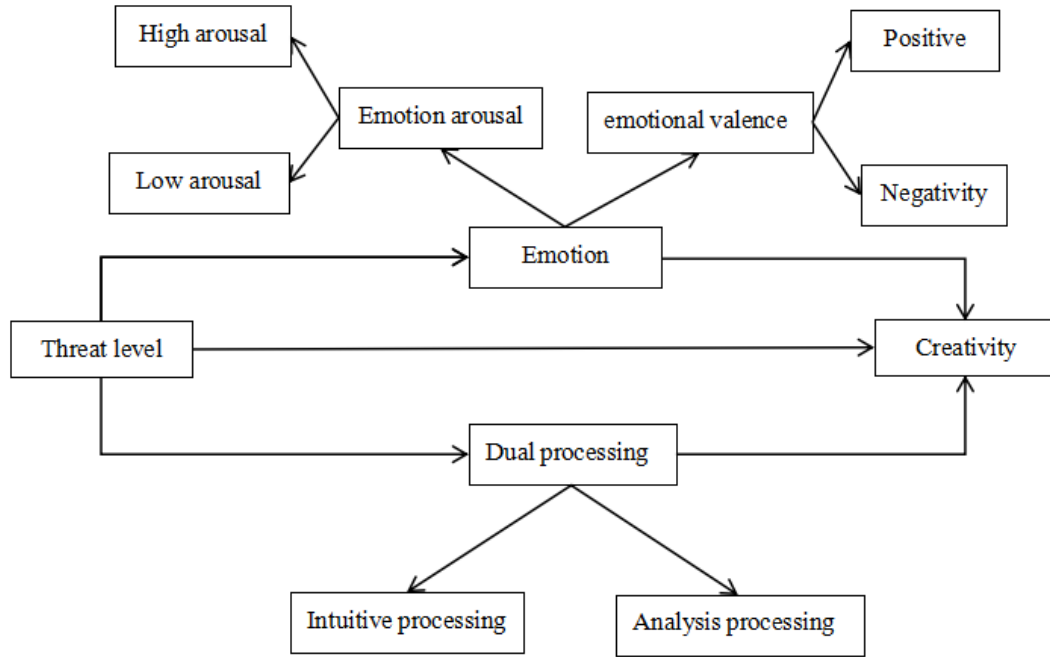 High arousal
Positive
Emotion arousal
emotional valence
Low arousal
Negativity
Emotion
Threat level
Creativity
Dual processing
Intuitive processing
Analysis processing